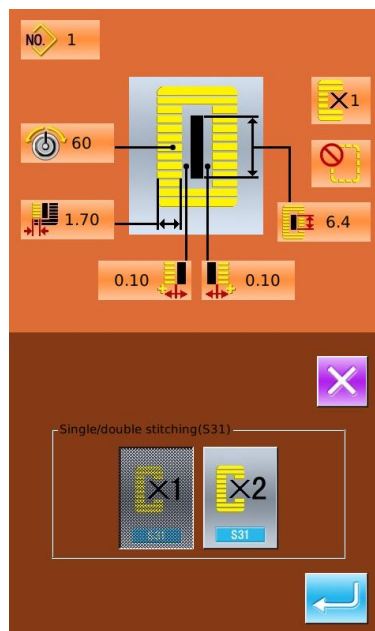 NO. 1
×1
60
1.70
6.4
0.10
0.10
Single/double stitching(S31)
×1
×2
S31
S31